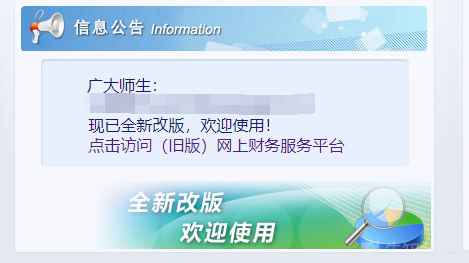 信息公告 Information
广大师生：
现已全新改版，欢迎使用！
点击访问（旧版）网上财务服务平台
全新改版
欢迎使用